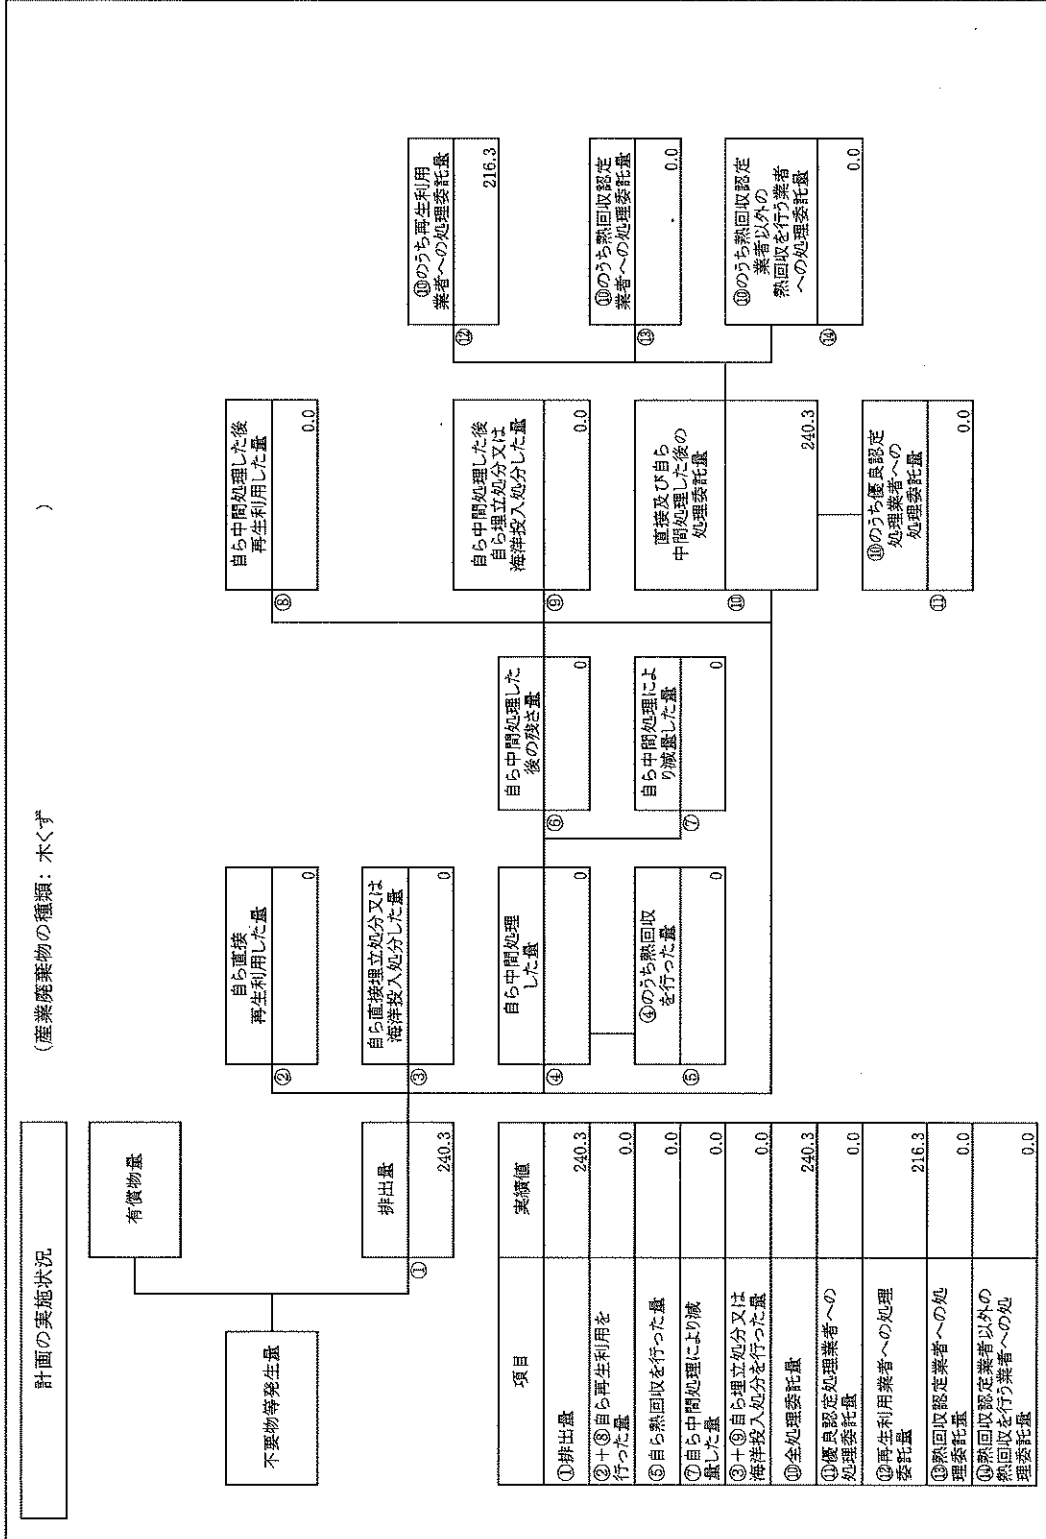 計画の実施状況
(産業廃棄物の種類: 木くず )
不要物等発生量
有償物量
①
排出量
240.3
②
自ら直接
再生利用した量
0
③
自ら直接埋立処分又は
海洋投入処分した量
0
④
自ら中間処理
した量
0
⑤
④のうち熱回収
を行った量
0
⑥
自ら中間処理した
後の残さ量
0
⑦
自ら中間処理によ
り減量した量
0
⑧
自ら中間処理した後
再生利用した量
0.0
⑨
自ら中間処理した後
自ら埋立処分又は
海洋投入処分した量
0.0
⑩
直接及び自ら
中間処理した後の
処理委託量
240.3
⑪
⑩のうち優良認定
処理業者への
処理委託量
0.0
⑫
⑩のうち再生利用
業者への処理委託量
216.3
⑬
⑩のうち熱回収認定
業者への処理委託量
0.0
⑭
⑩のうち熱回収認定
業者以外の
熱回収を行う業者
への処理委託量
0.0
項目 実績値
①排出量 240.3
②+⑧自ら再生利用を
行った量 0.0
⑤自ら熱回収を行った量 0.0
⑦自ら中間処理により減
量した量 0.0
③+⑨自ら埋立処分又は
海洋投入処分を行った量 0.0
⑩全処理委託量 240.3
⑪優良認定処理業者への
処理委託量 0.0
⑫再生利用業者への処理
委託量 216.3
⑬熱回収認定業者への処
理委託量 0.0
⑭熱回収認定業者以外の
熱回収を行う業者への処
理委託量 0.0